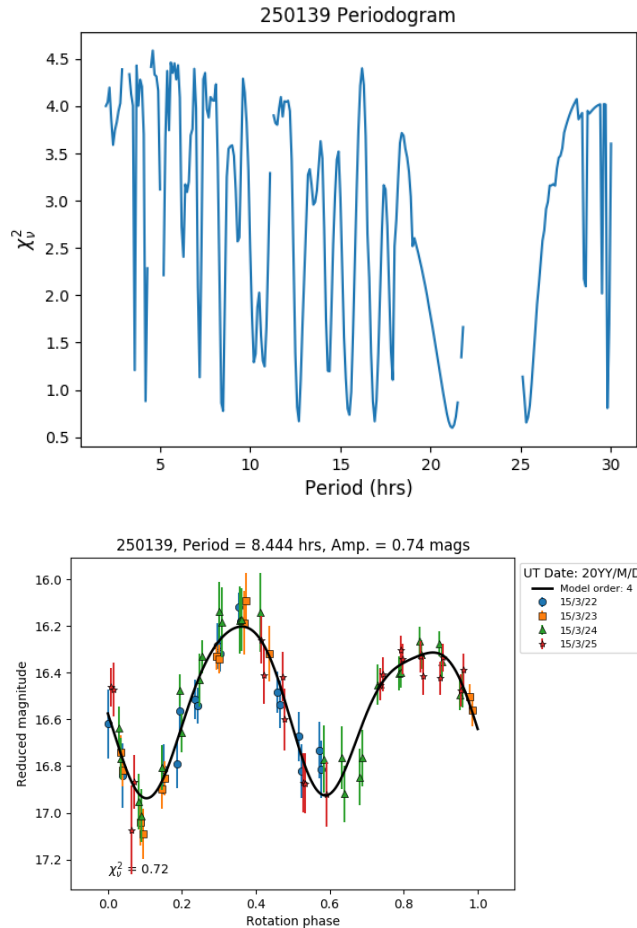 250139 Periodogram
4.5
4.0
3.5
3.0
2.5
2.0
1.5
1.0
0.5
χ²ᵥ
5 10 15 20 25 30
Period (hrs)
250139, Period = 8.444 hrs, Amp. = 0.74 mags
UT Date: 20YY/M/D
Model order: 4
15/3/22
15/3/23
15/3/24
15/3/25
16.0
16.2
16.4
16.6
16.8
17.0
17.2
Reduced magnitude
χ²ᵥ = 0.72
0.0 0.2 0.4 0.6 0.8 1.0
Rotation phase